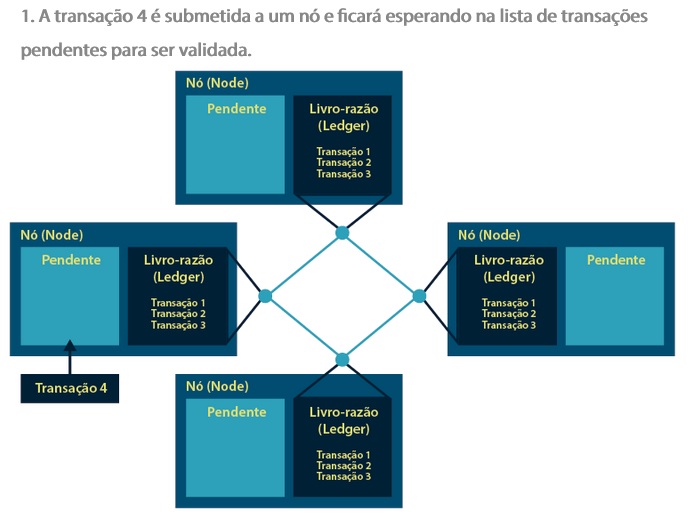 1. A transação 4 é submetida a um nó e ficará esperando na lista de transações
pendentes para ser validada.
Nó (Node)
Pendente
Livro-razão
(Ledger)
Transação 1
Transação 2
Transação 3
Nó (Node)
Pendente
Livro-razão
(Ledger)
Transação 1
Transação 2
Transação 3
Transação 4
Nó (Node)
Livro-razão
(Ledger)
Transação 1
Transação 2
Transação 3
Pendente
Nó (Node)
Pendente
Livro-razão
(Ledger)
Transação 1
Transação 2
Transação 3